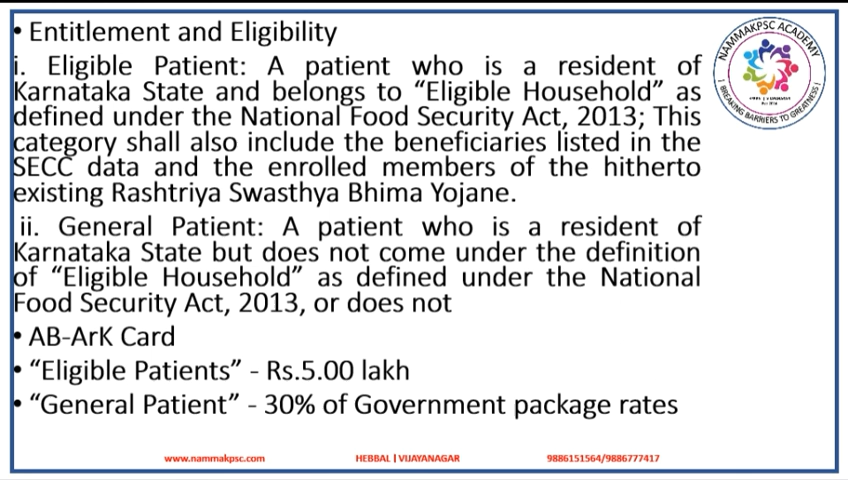 • Entitlement and Eligibility
i. Eligible Patient: A patient who is a resident of
Karnataka State and belongs to “Eligible Household” as
defined under the National Food Security Act, 2013; This
category shall also include the beneficiaries listed in the
SECC data and the enrolled members of the hitherto
existing Rashtriya Swasthya Bhima Yojane.
ii. General Patient: A patient who is a resident of
Karnataka State but does not come under the definition
of “Eligible Household” as defined under the National
Food Security Act, 2013, or does not
• AB-ArK Card
• “Eligible Patients” - Rs.5.00 lakh
• “General Patient” - 30% of Government package rates
NAMMAKPSC ACADEMY
! BREAKING BARRIERS TO GREATNESS !
www.nammakpsc.com HEBBAL | VIJAYANAGAR 9886151564/9886777417